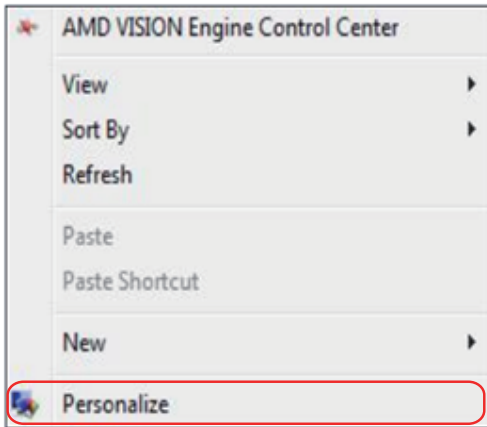 AMD VISION Engine Control Center
View
Sort By
Refresh
Paste
Paste Shortcut
New
Personalize